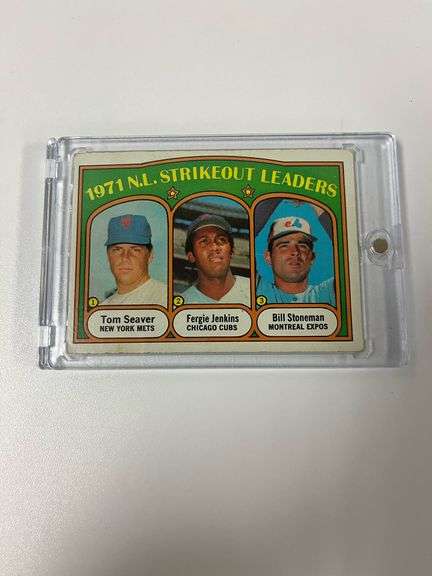 1971 N.L. STRIKEOUT LEADERS
1
Tom Seaver
NEW YORK METS
2
Fergie Jenkins
CHICAGO CUBS
3
Bill Stoneman
MONTREAL EXPOS